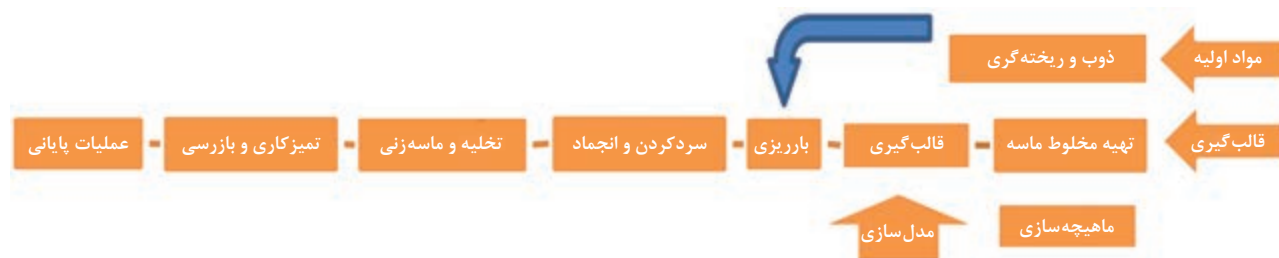 مواد اولیه
ذوب و ریخته‌گری
قالب‌گیری
تهیه مخلوط ماسه
قالب‌گیری
بارریزی
سردکردن و انجماد
تخلیه و ماسه‌زنی
تمیزکاری و بازرسی
عملیات پایانی
ماهیچه‌سازی
مدل‌سازی